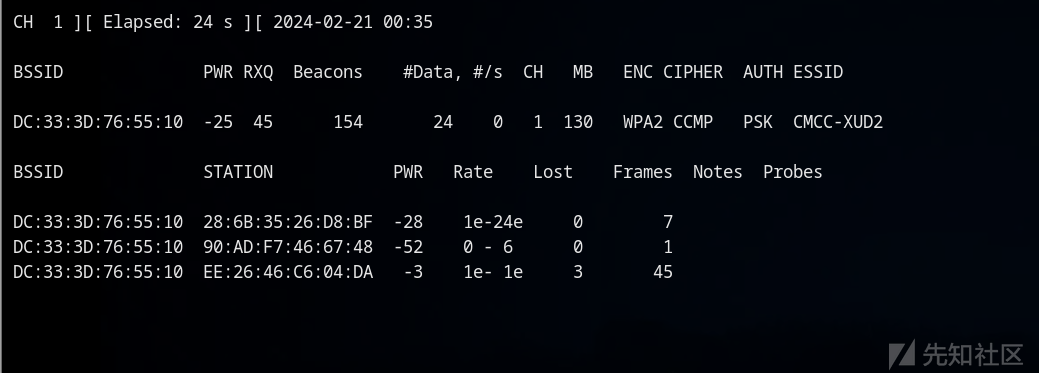 CH  1 ][ Elapsed: 24 s ][ 2024-02-21 00:35
BSSID              PWR RXQ  Beacons    #Data, #/s  CH   MB   ENC CIPHER  AUTH ESSID
DC:33:3D:76:55:10  -25  45      154       24    0   1  130   WPA2 CCMP   PSK  CMCC-XUD2
BSSID              STATION            PWR   Rate    Lost    Frames  Notes  Probes
DC:33:3D:76:55:10  28:6B:35:26:D8:BF  -28    1e-24e     0        7
DC:33:3D:76:55:10  90:AD:F7:46:67:48  -52    0 - 6      0        1
DC:33:3D:76:55:10  EE:26:46:C6:04:DA   -3    1e- 1e     3       45
先知社区